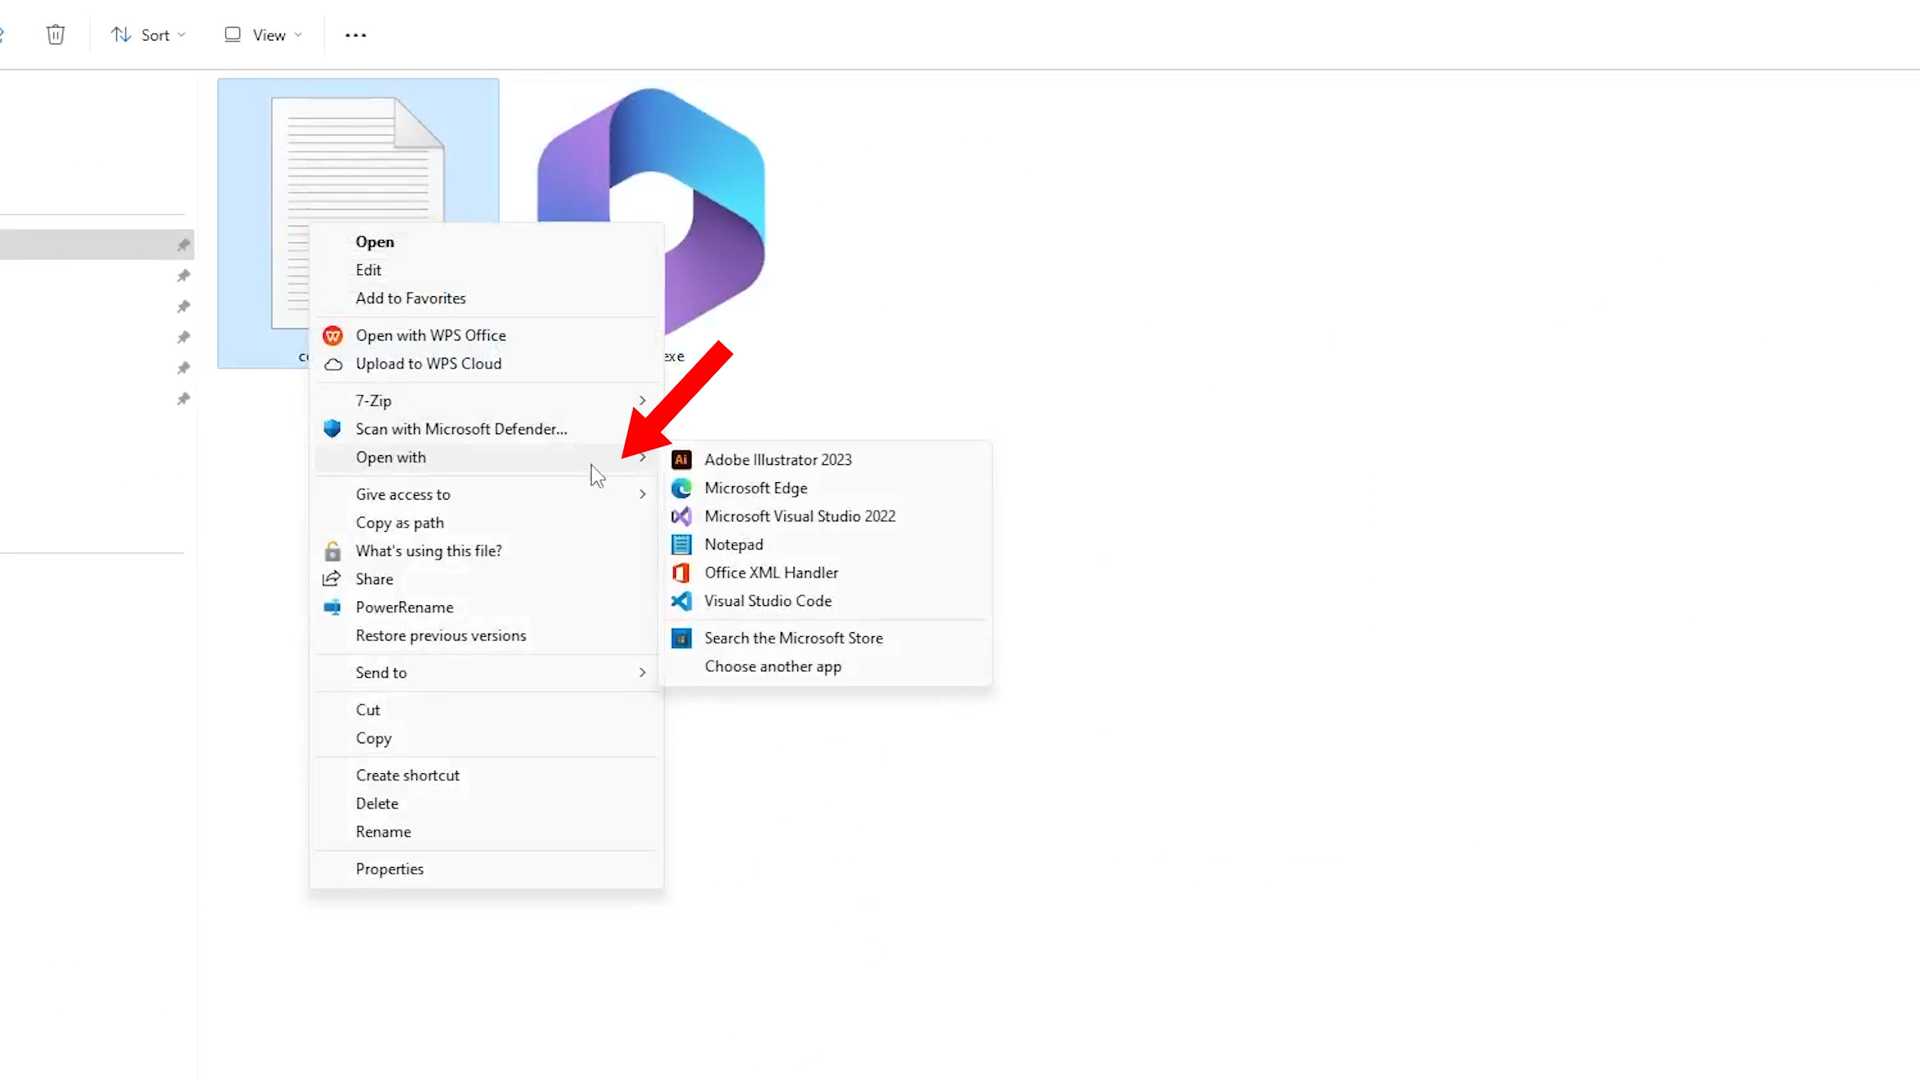 Sort
View
Open
Edit
Add to Favorites
Open with WPS Office
Upload to WPS Cloud
exe
7-Zip
Scan with Microsoft Defender...
Open with
Give access to
Copy as path
What's using this file?
Share
PowerRename
Restore previous versions
Send to
Cut
Copy
Create shortcut
Delete
Rename
Properties
Adobe Illustrator 2023
Microsoft Edge
Microsoft Visual Studio 2022
Notepad
Office XML Handler
Visual Studio Code
Search the Microsoft Store
Choose another app